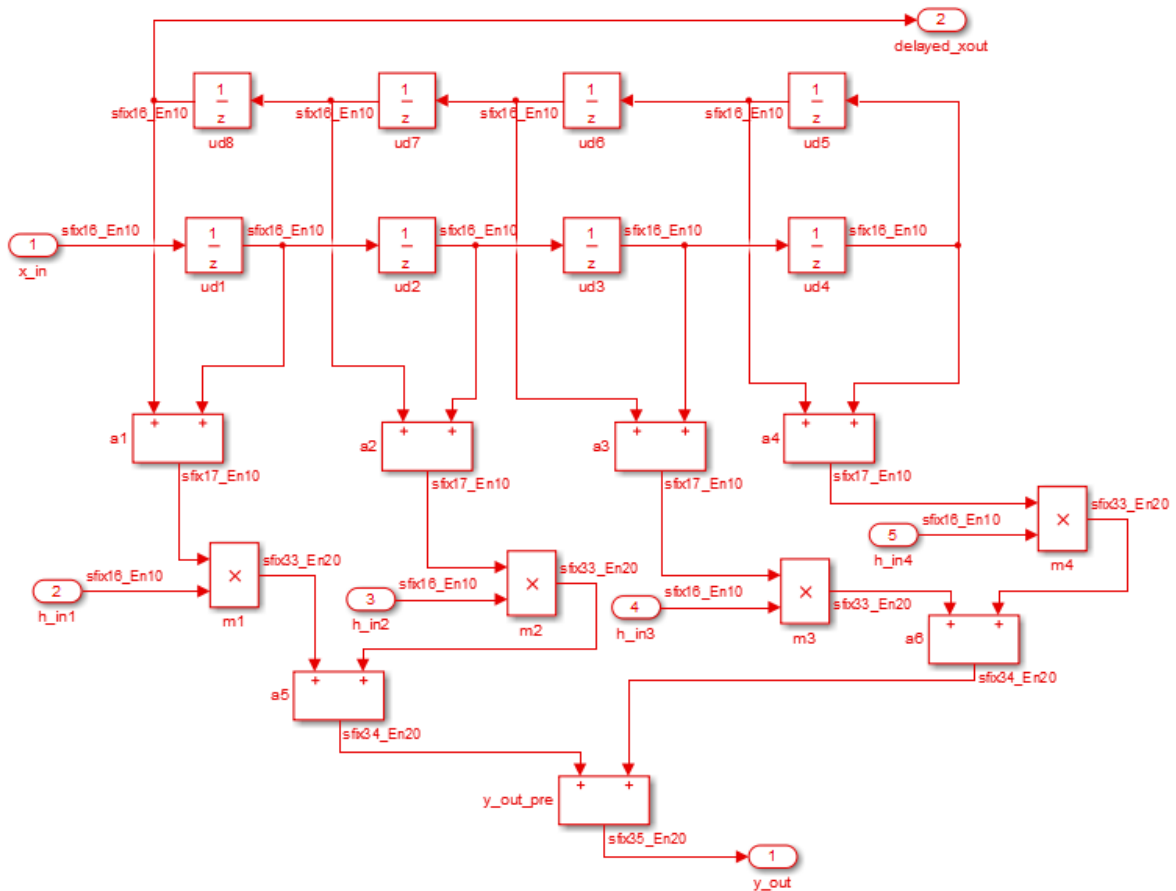 2
delayed_xout
1
z
1
z
1
z
1
z
sfix16_En10
sfix16_En10
sfix16_En10
sfix16_En10
ud8
ud7
ud6
ud5
sfix16_En10
sfix16_En10
sfix16_En10
sfix16_En10
sfix16_En10
1
1
z
1
z
1
z
1
z
x_in
ud1
ud2
ud3
ud4
+ +
+ +
+ +
+ +
a1
a2
a3
a4
sfix17_En10
sfix17_En10
sfix17_En10
sfix17_En10
sfix33_En20
sfix16_En10
×
5
h_in4
m4
sfix33_En20
sfix33_En20
sfix16_En10
sfix16_En10
sfix16_En10
×
×
×
2
3
4
sfix33_En20
h_in1
m1
h_in2
m2
h_in3
m3
+ +
a6
+ +
a5
sfix34_En20
sfix34_En20
+ +
y_out_pre
sfix35_En20
1
y_out